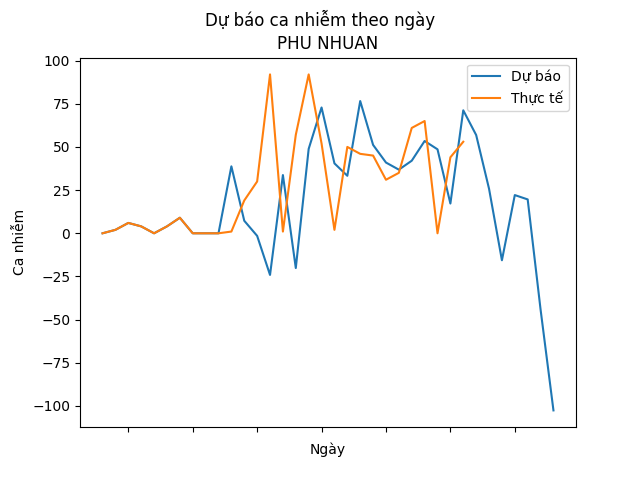 Dự báo ca nhiễm theo ngày
PHU NHUAN
Dự báo
Thực tế
100
75
50
25
0
−25
−50
−75
−100
Ca nhiễm
Ngày